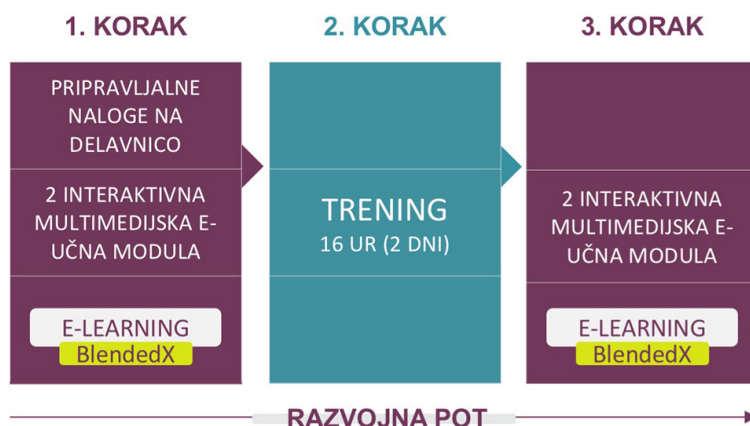 1. KORAK
PRIPRAVLJALNE
NALOGE NA
DELAVNICO
2 INTERAKTIVNA
MULTIMEDIJSKA E-
UČNA MODULA
E-LEARNING
BlendedX
2. KORAK
TRENING
16 UR (2 DNI)
3. KORAK
2 INTERAKTIVNA
MULTIMEDIJSKA E-
UČNA MODULA
E-LEARNING
BlendedX
RAZVOJNA POT